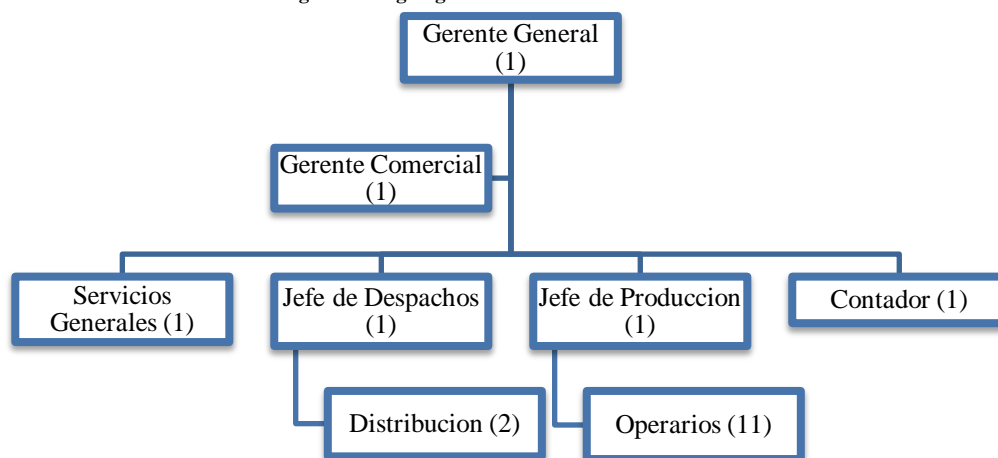 Gerente General
(1)
Gerente Comercial
(1)
Servicios
Generales (1)
Jefe de Despachos
(1)
Jefe de Produccion
(1)
Contador (1)
Distribucion (2)
Operarios (11)